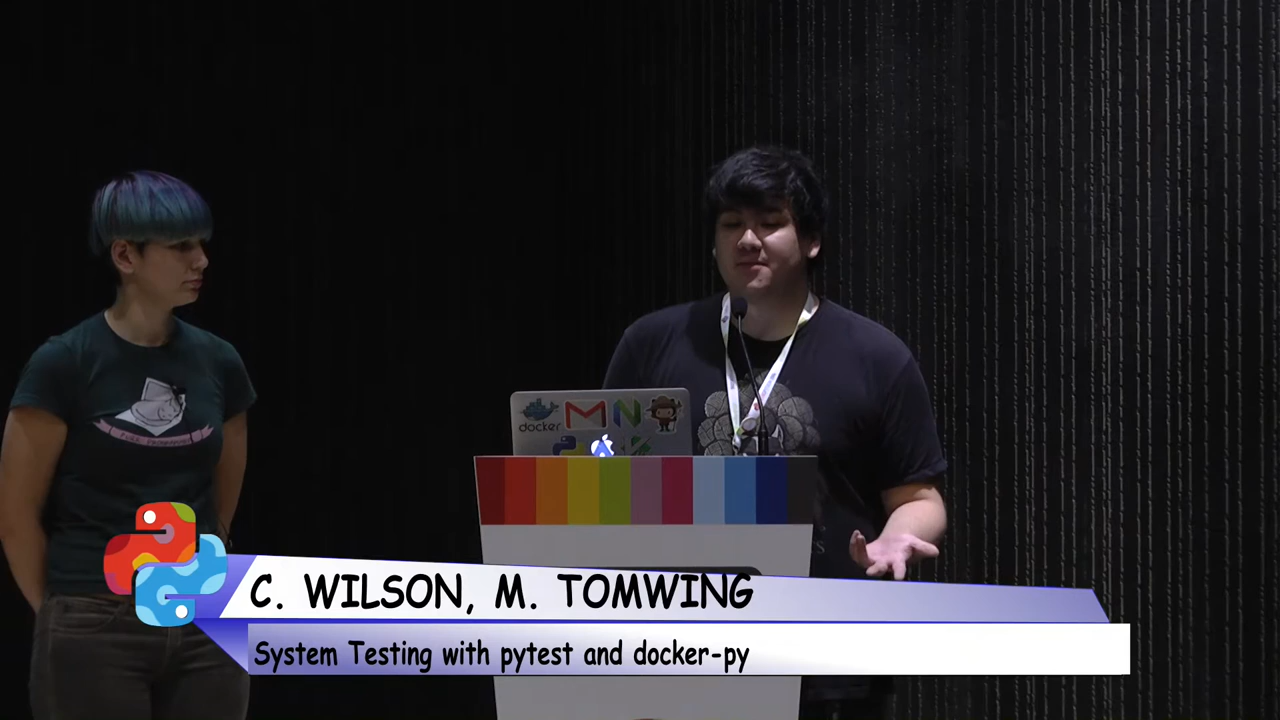 docker
C. WILSON, M. TOMWING
System Testing with pytest and docker-py